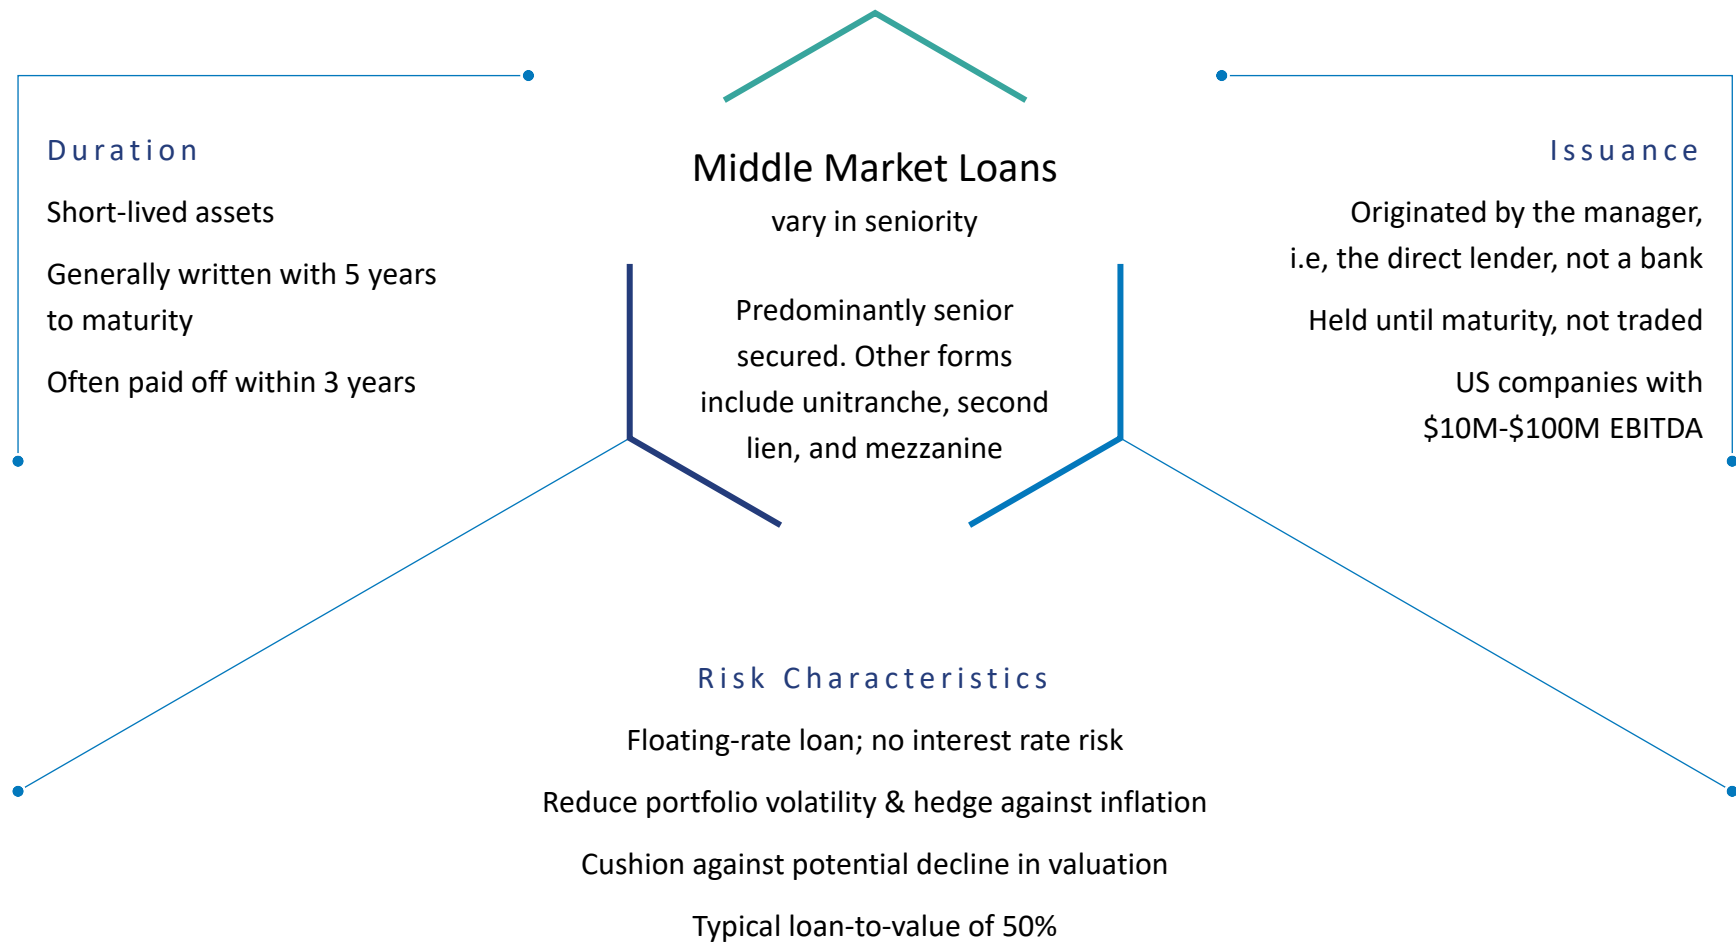 Duration
Short-lived assets
Generally written with 5 years
to maturity
Often paid off within 3 years
Middle Market Loans
vary in seniority
Predominantly senior
secured. Other forms
include unitranche, second
lien, and mezzanine
Issuance
Originated by the manager,
i.e, the direct lender, not a bank
Held until maturity, not traded
US companies with
$10M-$100M EBITDA
Risk Characteristics
Floating-rate loan; no interest rate risk
Reduce portfolio volatility & hedge against inflation
Cushion against potential decline in valuation
Typical loan-to-value of 50%